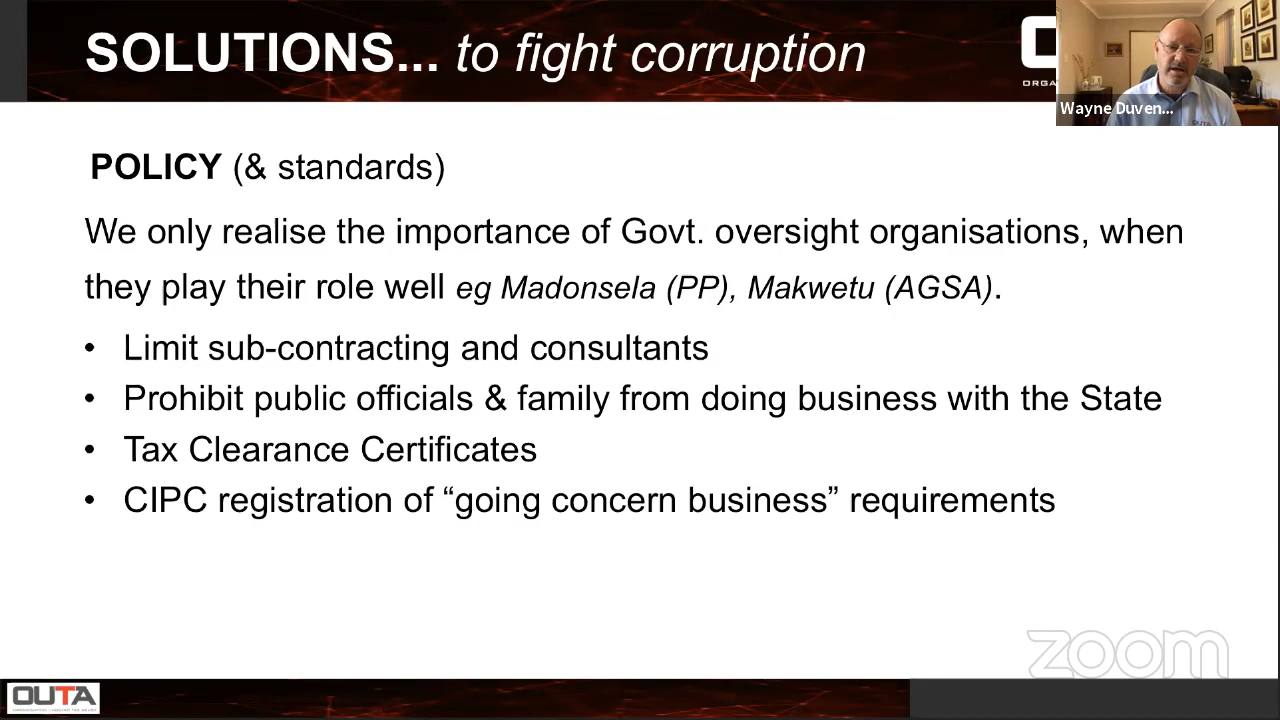 SOLUTIONS... to fight corruption
ORGA
Wayne Duven...
POLICY (& standards)
We only realise the importance of Govt. oversight organisations, when
they play their role well eg Madonsela (PP), Makwetu (AGSA).
• Limit sub-contracting and consultants
• Prohibit public officials & family from doing business with the State
• Tax Clearance Certificates
• CIPC registration of “going concern business” requirements
zoom
OUTA